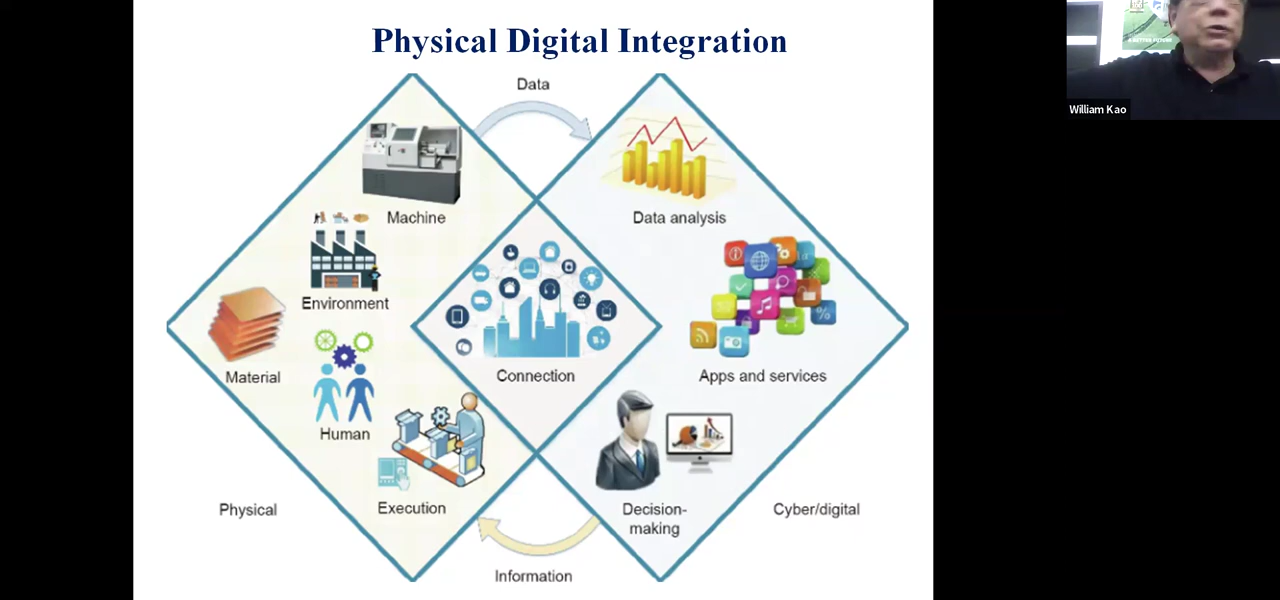 Physical Digital Integration
Data
Machine
Data analysis
Environment
Material
Connection
Apps and services
Human
Physical
Execution
Decision-
making
Cyber/digital
Information
William Kao